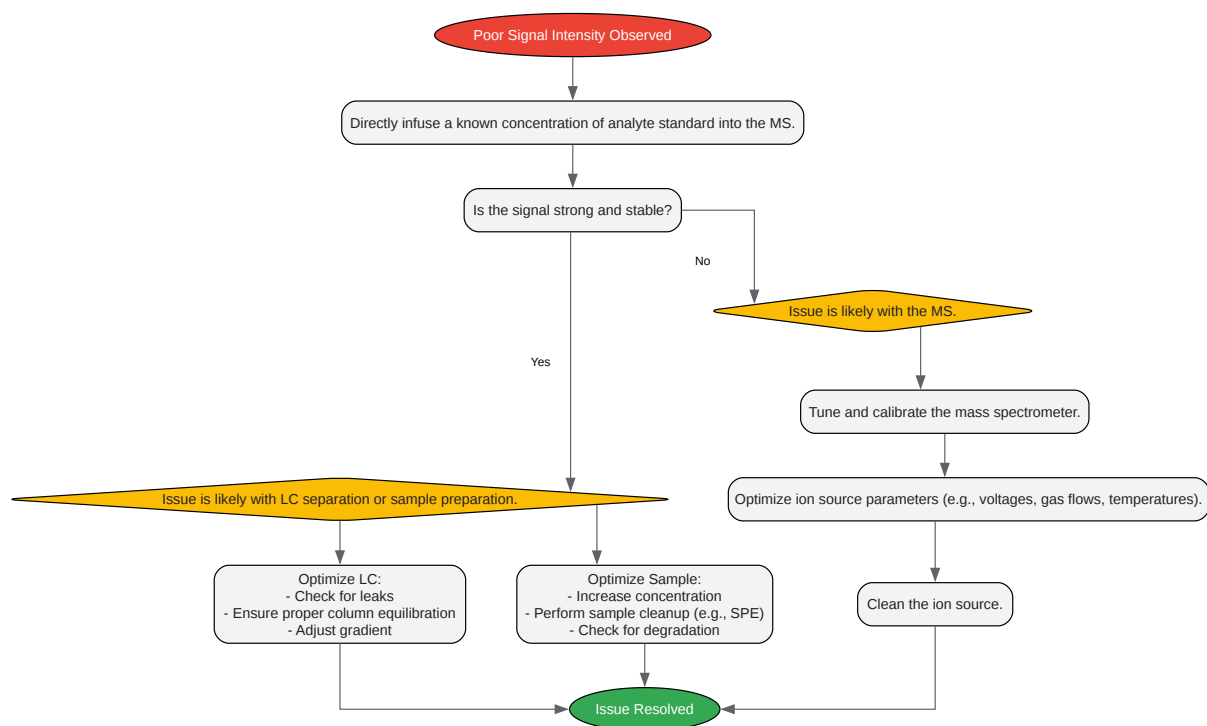 Poor Signal Intensity Observed
Directly infuse a known concentration of analyte standard into the MS.
Is the signal strong and stable?
No
Issue is likely with the MS.
Yes
Tune and calibrate the mass spectrometer.
Issue is likely with LC separation or sample preparation.
Optimize ion source parameters (e.g., voltages, gas flows, temperatures).
Optimize LC:
- Check for leaks
- Ensure proper column equilibration
- Adjust gradient
Optimize Sample:
- Increase concentration
- Perform sample cleanup (e.g., SPE)
- Check for degradation
Clean the ion source.
Issue Resolved